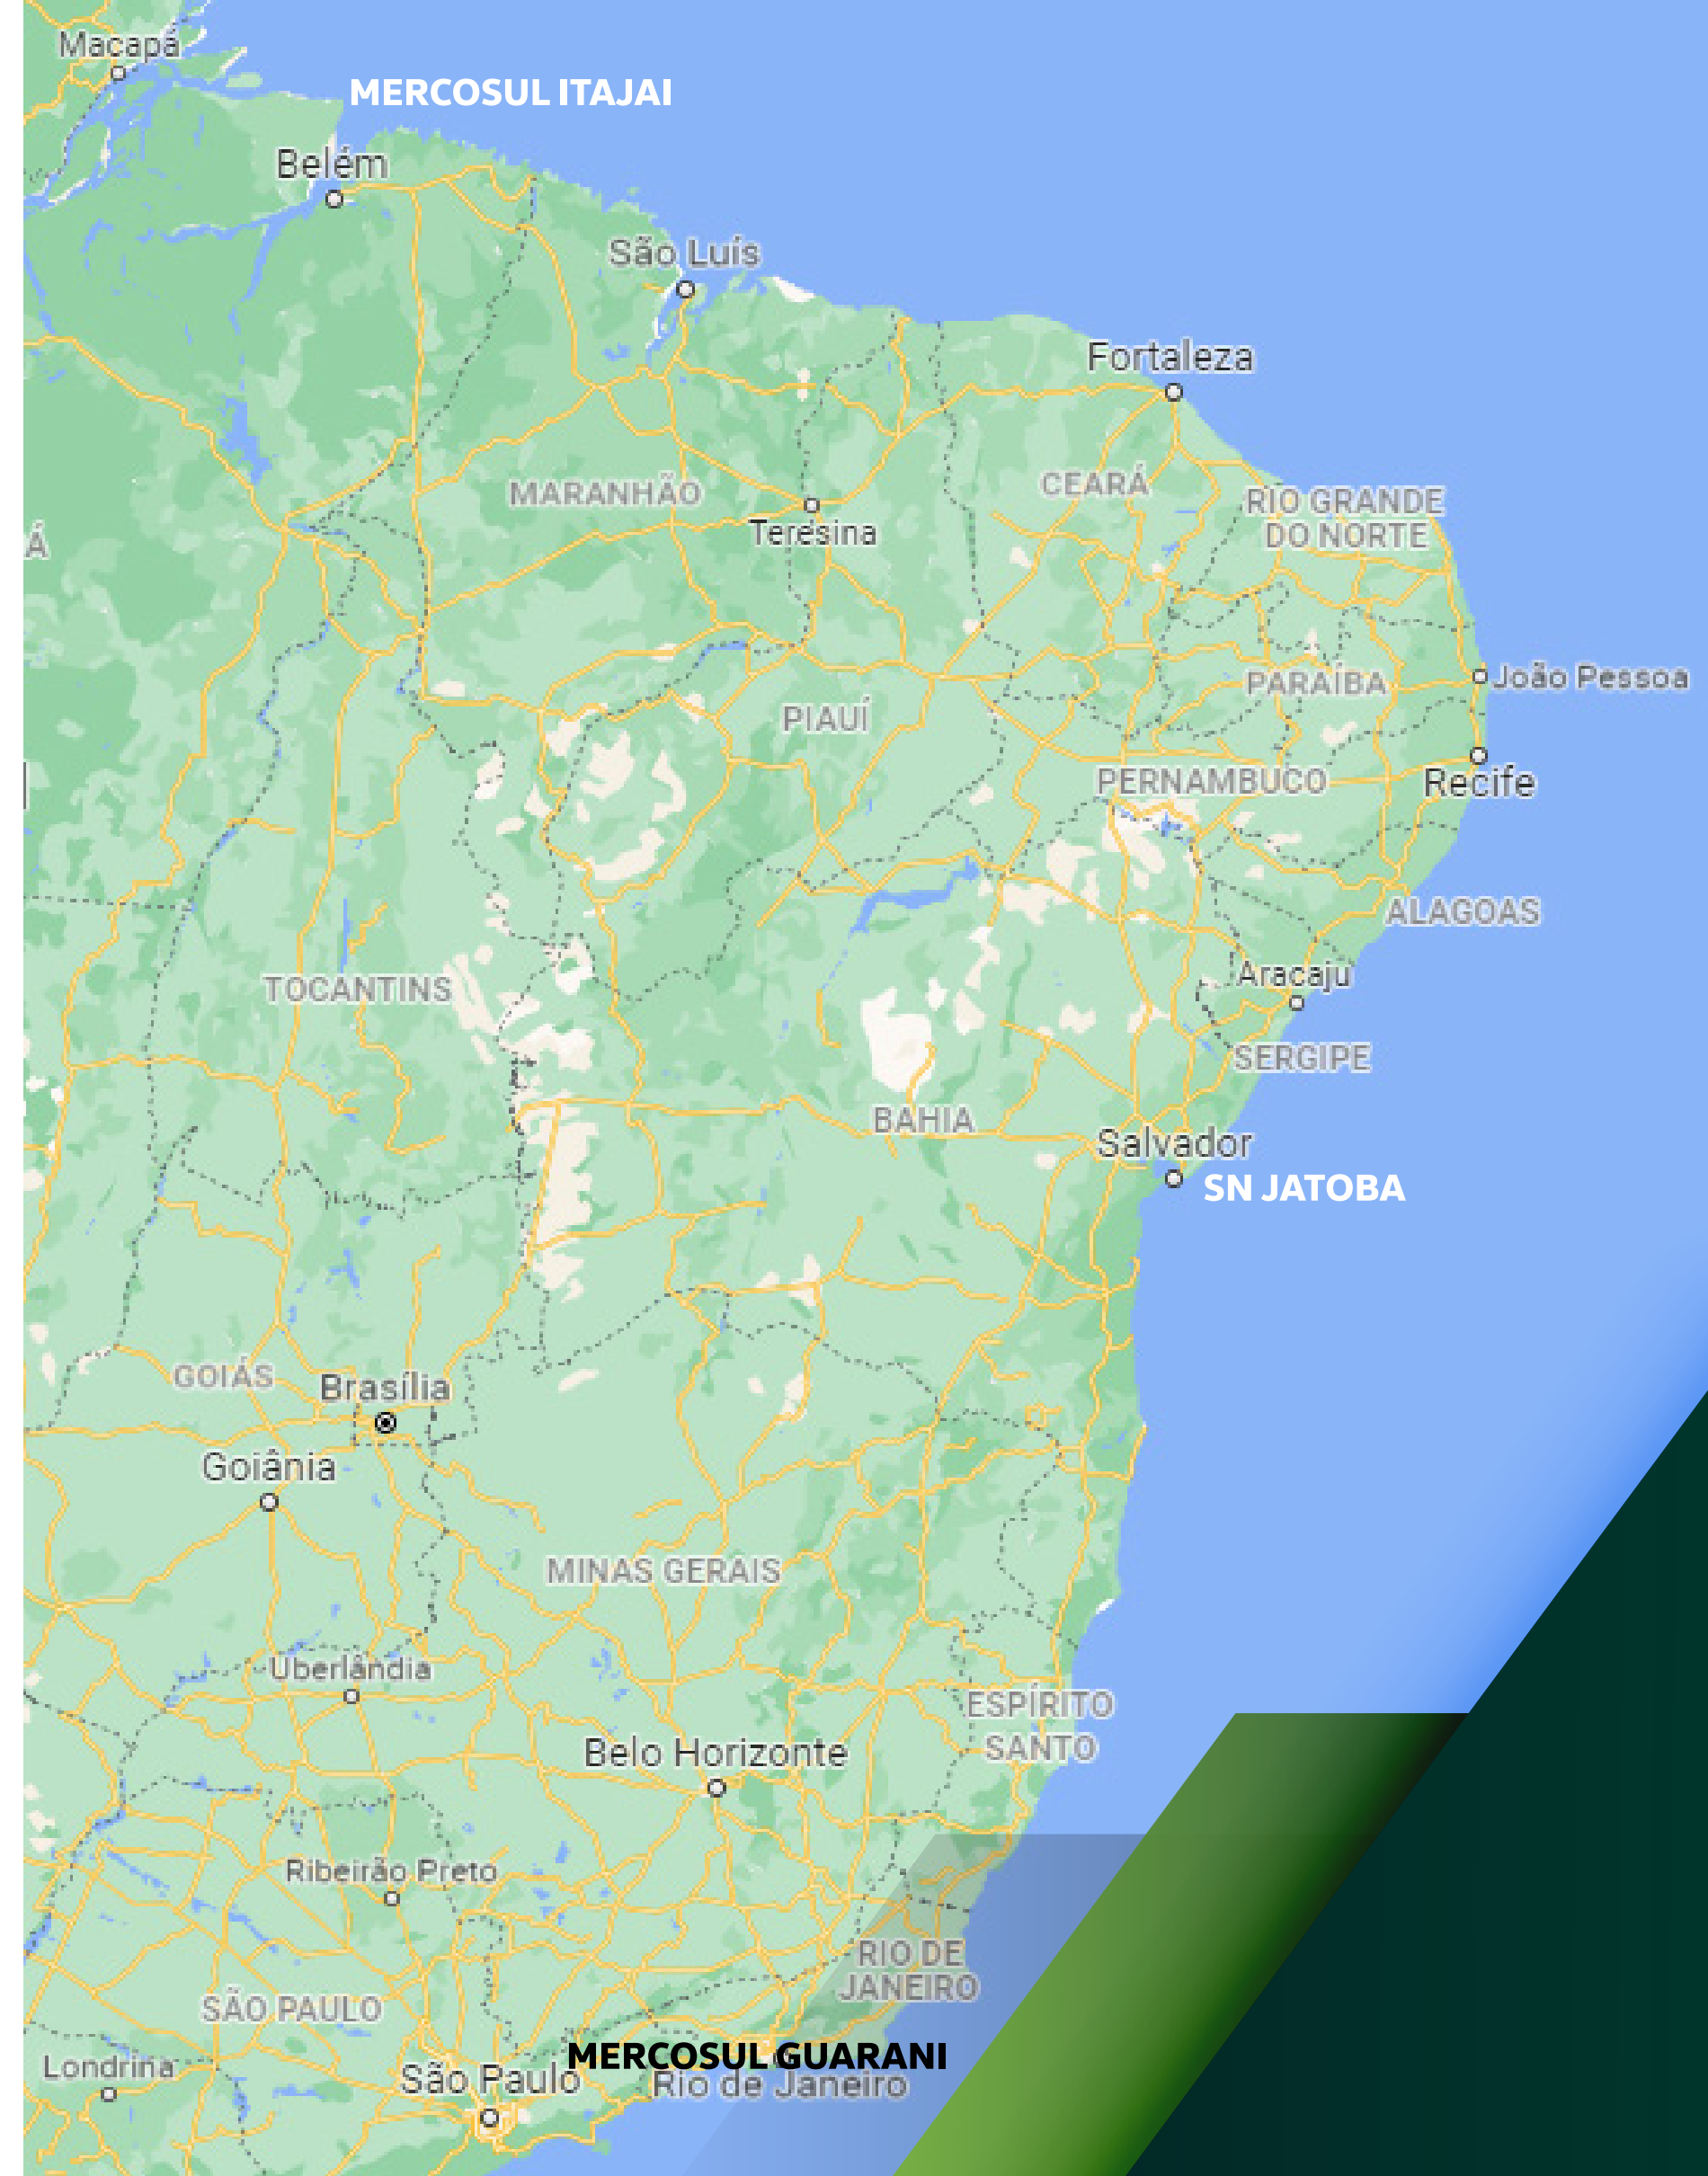 Macapá
MERCOSUL ITAJAI
Belém
São Luís
Fortaleza
MARANHÃO
CEARÁ
RIO GRANDE
DO NORTE
Teresina
Á
João Pessoa
PARAÍBA
PIAUÍ
PERNAMBUCO
Recife
ALAGOAS
Aracaju
TOCANTINS
SERGIPE
BAHIA
Salvador
SN JATOBA
GOIÁS
Brasília
Goiânia
MINAS GERAIS
Uberlândia
ESPÍRITO
SANTO
Belo Horizonte
Ribeirão Preto
RIO DE
JANEIRO
SÃO PAULO
MERCOSUL GUARANI
Londrina
São Paulo
Rio de Janeiro